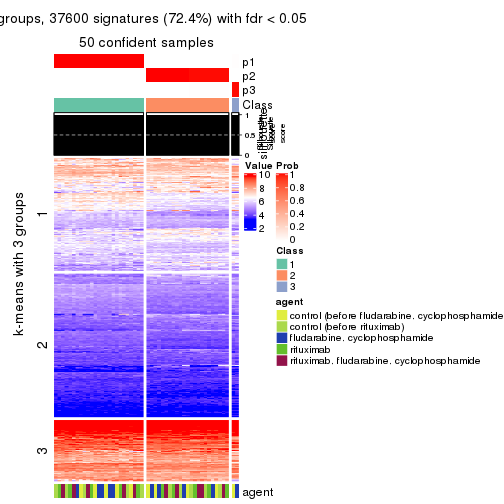 groups, 37600 signatures (72.4%) with fdr < 0.05
50 confident samples
p1
p2
p3
Class
1
0.5
0
score
Value
10
8
6
4
2
Prob
1
0.8
0.6
0.4
0.2
0
Class
1
2
3
agent
control (before fludarabine. cyclophosphamide
control (before rituximab)
fludarabine. cyclophosphamide
rituximab
rituximab. fludarabine. cyclophosphamide
k-means with 3 groups
1
2
3
agent